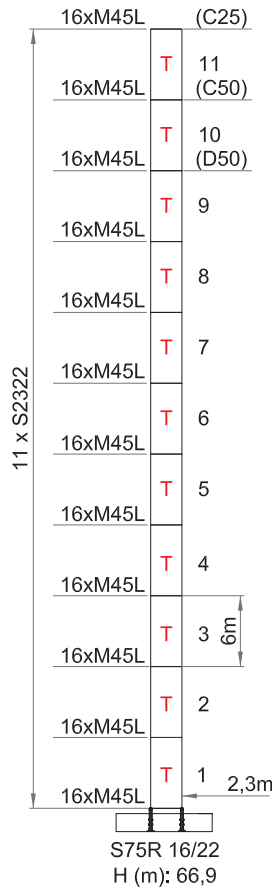 16xM45L (C25)
T 11
16xM45L (C50)
T 10
16xM45L (D50)
T 9
16xM45L
T 8
16xM45L
T 7
16xM45L
11 x S2322
T 6
16xM45L
T 5
16xM45L
T 4
16xM45L
T 3 6m
16xM45L
T 2
16xM45L
T 1
2,3m
16xM45L
S75R 16/22
H (m): 66,9